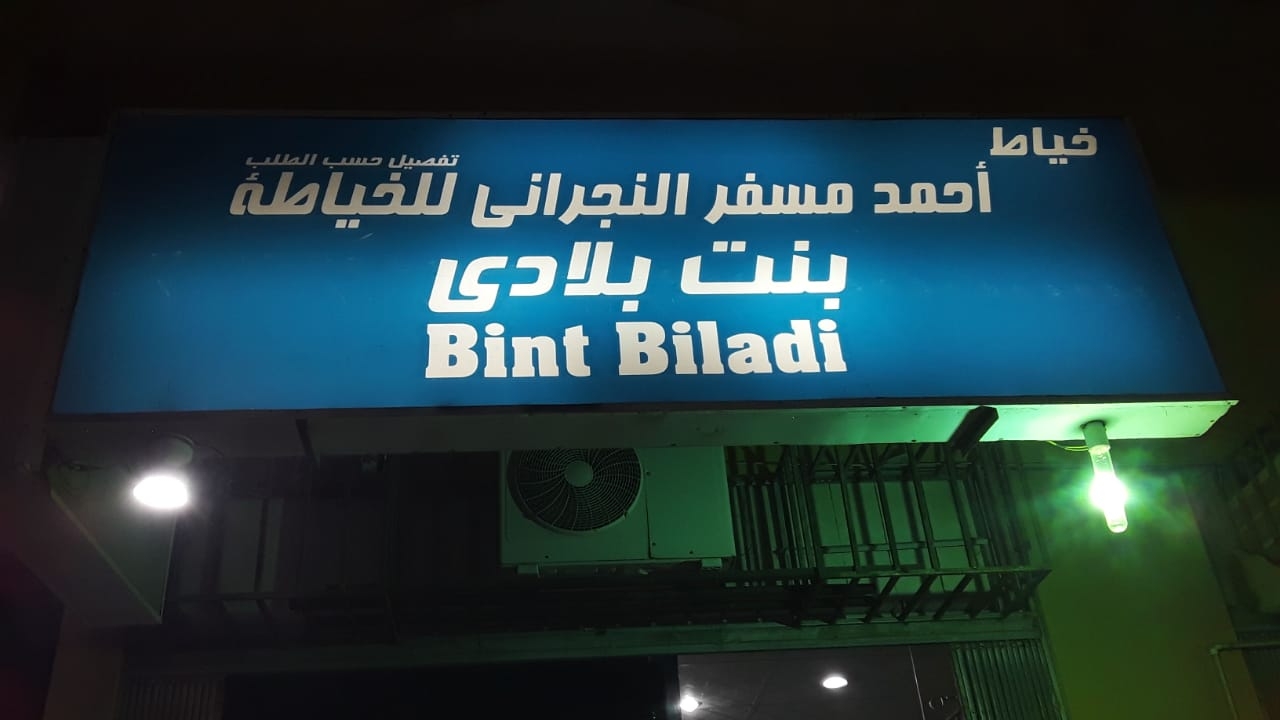 خياط
تفصيل حسب الطلب
أحمد مسفر النجرانى للخياطة
بنت بلادى
Bint Biladi